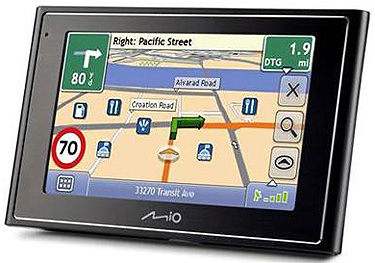 Right: Pacific Street
80 yd
1.9
DTG mi
Alvarad Road
Croation Road
70
33270 Transit Ave
Mio